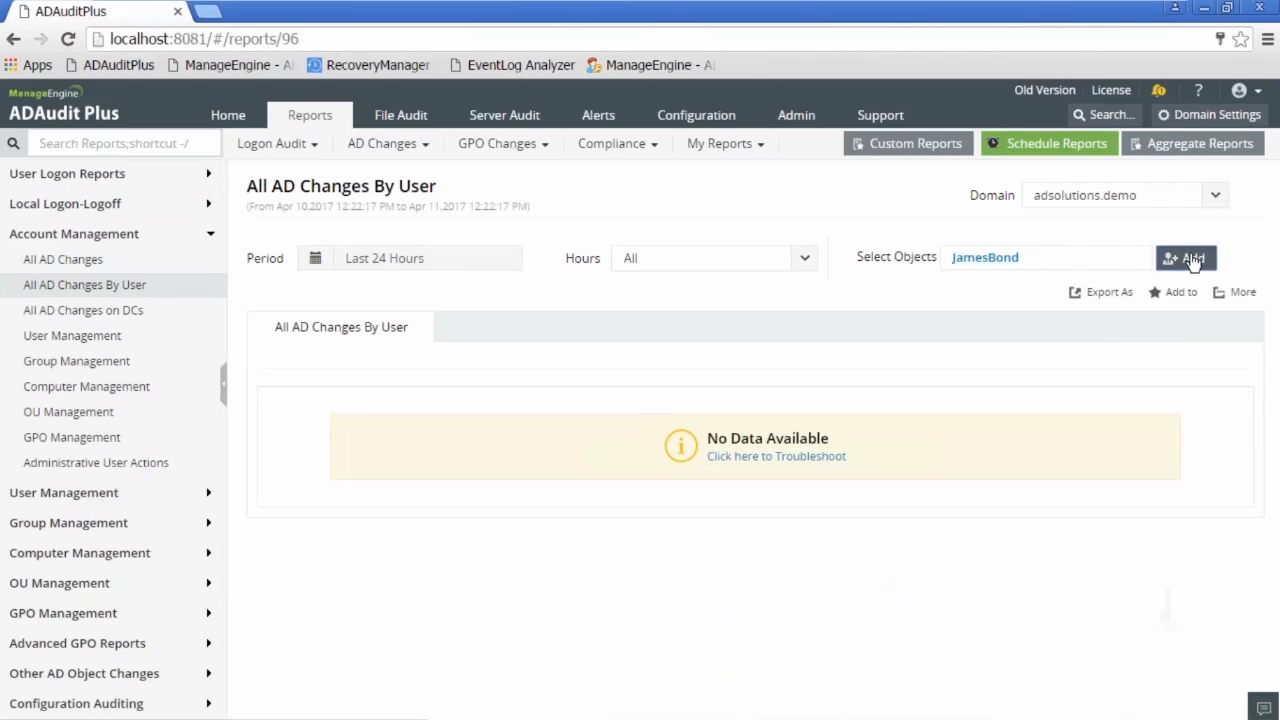 ADAuditPlus
localhost:8081/#/reports/96
Apps ADAuditPlus ManageEngine - AI RecoveryManager EventLog Analyzer ManageEngine - AI
ManageEngine
ADAudit Plus
Old Version License ?
Home Reports File Audit Server Audit Alerts Configuration Admin Support Search... Domain Settings
Search Reports;shortcut -/ Logon Audit AD Changes GPO Changes Compliance My Reports Custom Reports Schedule Reports Aggregate Reports
User Logon Reports
Local Logon-Logoff
Account Management
All AD Changes
All AD Changes By User
All AD Changes on DCs
User Management
Group Management
Computer Management
OU Management
GPO Management
Administrative User Actions
User Management
Group Management
Computer Management
OU Management
GPO Management
Advanced GPO Reports
Other AD Object Changes
Configuration Auditing
All AD Changes By User
(From Apr 10,2017 12:22:17 PM to Apr 11,2017 12:22:17 PM)
Domain adsolutions.demo
Period Last 24 Hours Hours All Select Objects JamesBond Add
Export As Add to More
All AD Changes By User
No Data Available
Click here to Troubleshoot